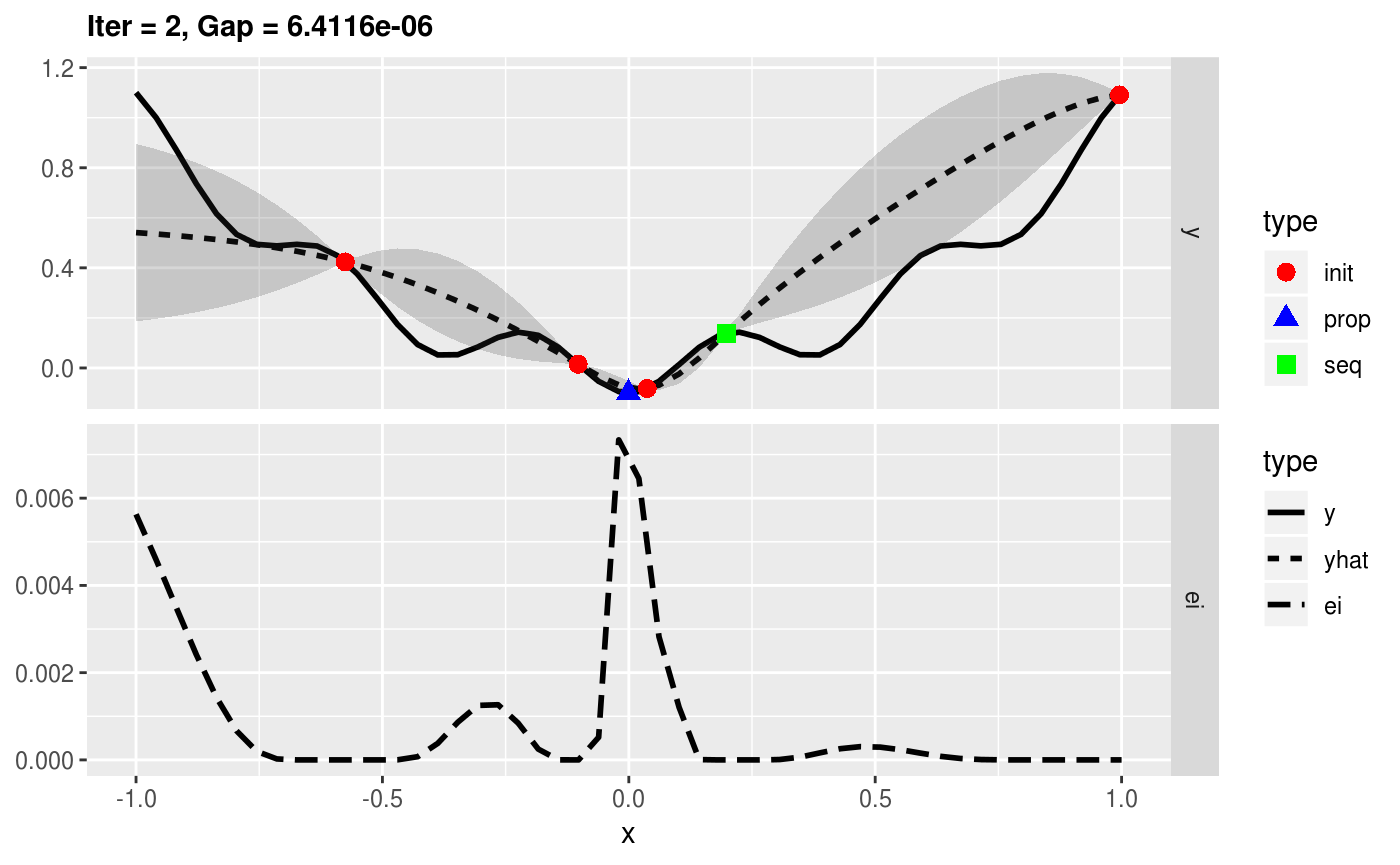 Iter = 2, Gap = 6.4116e-06
1.2
0.8
0.4
0.0
y
0.006
0.004
0.002
0.000
ei
-1.0 -0.5 0.0 0.5 1.0
x
type
init
prop
seq
type
y
yhat
ei